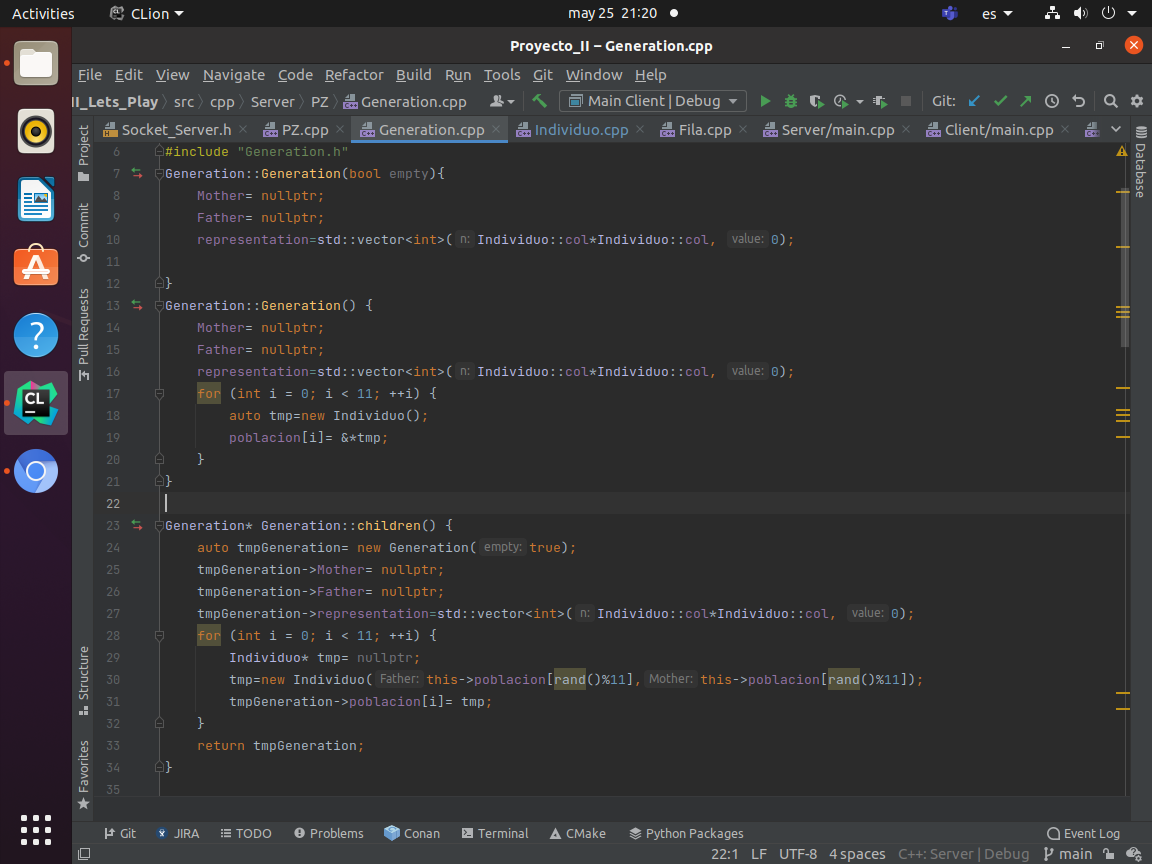 Activities CLion may 25 21:20 es
Proyecto_II – Generation.cpp
File Edit View Navigate Code Refactor Build Run Tools Git Window Help
II_Lets_Play src cpp Server PZ Generation.cpp Main Client | Debug Git:
Socket_Server.h PZ.cpp Generation.cpp Individuo.cpp Fila.cpp Server/main.cpp Client/main.cpp
Project
Commit
Pull Requests
Structure
Favorites
Database
6 #include "Generation.h"
7 Generation::Generation(bool empty){
8 Mother= nullptr;
9 Father= nullptr;
10 representation=std::vector<int>( n: Individuo::col*Individuo::col, value: 0);
11
12 }
13 Generation::Generation() {
14 Mother= nullptr;
15 Father= nullptr;
16 representation=std::vector<int>( n: Individuo::col*Individuo::col, value: 0);
17 for (int i = 0; i < 11; ++i) {
18 auto tmp=new Individuo();
19 poblacion[i]= &*tmp;
20 }
21 }
22
23 Generation* Generation::children() {
24 auto tmpGeneration= new Generation( empty: true);
25 tmpGeneration->Mother= nullptr;
26 tmpGeneration->Father= nullptr;
27 tmpGeneration->representation=std::vector<int>( n: Individuo::col*Individuo::col, value: 0);
28 for (int i = 0; i < 11; ++i) {
29 Individuo* tmp= nullptr;
30 tmp=new Individuo( Father: this->poblacion[rand()%11], Mother: this->poblacion[rand()%11]);
31 tmpGeneration->poblacion[i]= tmp;
32 }
33 return tmpGeneration;
34 }
35
Git JIRA TODO Problems Conan Terminal CMake Python Packages Event Log
22:1 LF UTF-8 4 spaces C++: Server | Debug main